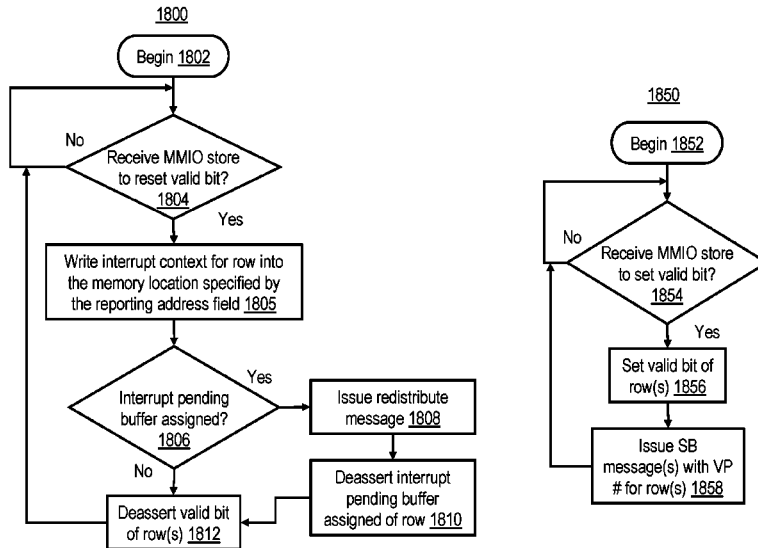 1800
Begin 1802
No
Receive MMIO store
to reset valid bit?
1804
Yes
Write interrupt context for row into
the memory location specified by
the reporting address field 1805
Interrupt pending
buffer assigned?
1806
Yes
No
Issue redistribute
message 1808
Deassert interrupt
pending buffer
assigned of row 1810
Deassert valid bit
of row(s) 1812
1850
Begin 1852
No
Receive MMIO store
to set valid bit?
1854
Yes
Set valid bit of
row(s) 1856
Issue SB
message(s) with VP
# for row(s) 1858